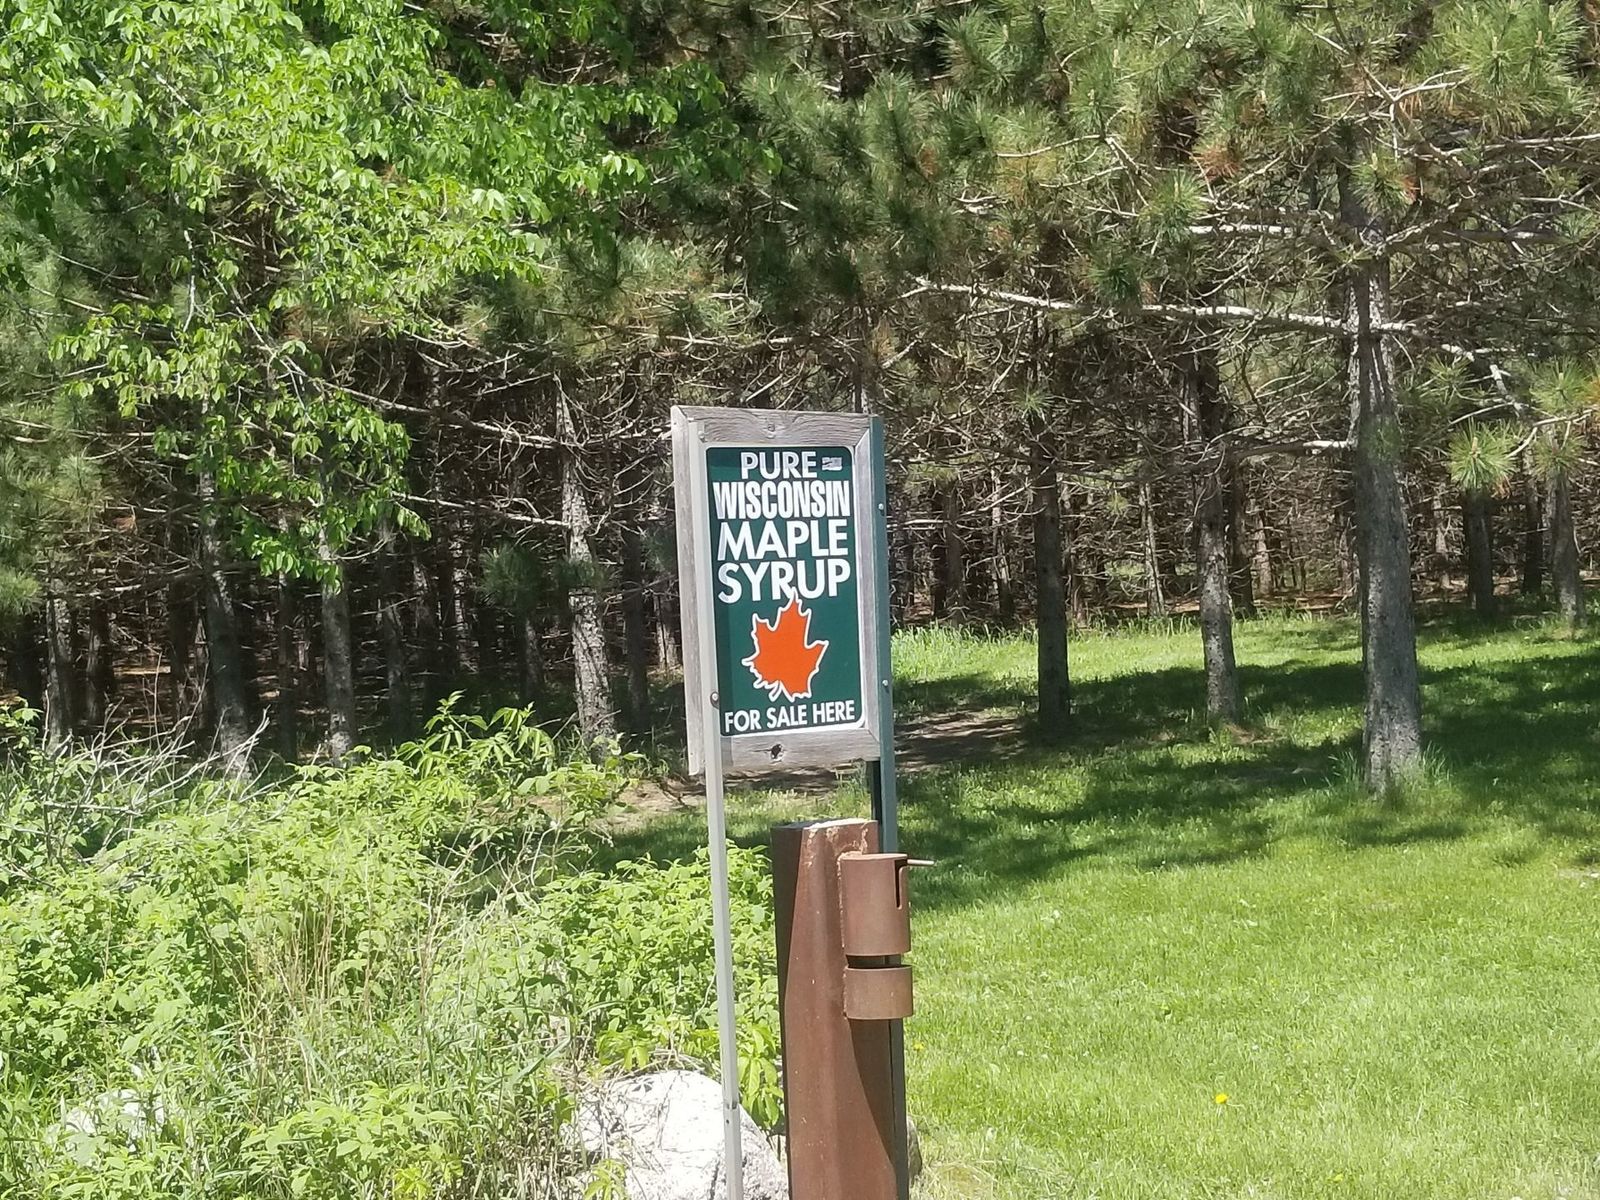 PURE
WISCONSIN
MAPLE
SYRUP
FOR SALE HERE